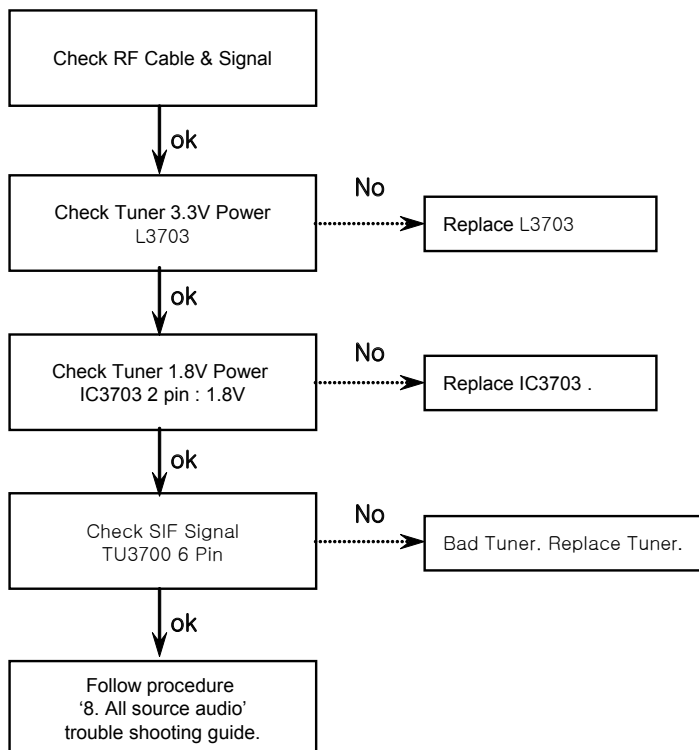 Check RF Cable & Signal
ok
Check Tuner 3.3V Power
L3703
No
Replace L3703
ok
Check Tuner 1.8V Power
IC3703 2 pin : 1.8V
No
Replace IC3703 .
ok
Check SIF Signal
TU3700 6 Pin
No
Bad Tuner. Replace Tuner.
ok
Follow procedure
‘8. All source audio’
trouble shooting guide.